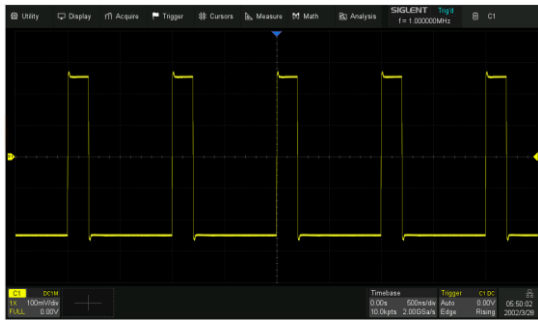 Utility Display Acquire Trigger Cursors Measure Math Analysis SIGLENT Trig'd C1
f = 1.000000MHz
C1 DC1M
1X 100mV/div
FULL 0.00V
Timebase
0.00s 500ns/div
10.0kpts 2.00GSa/s
Trigger C1 DC
Auto 0.00V
Edge Rising
05:50:02
2002/3/28